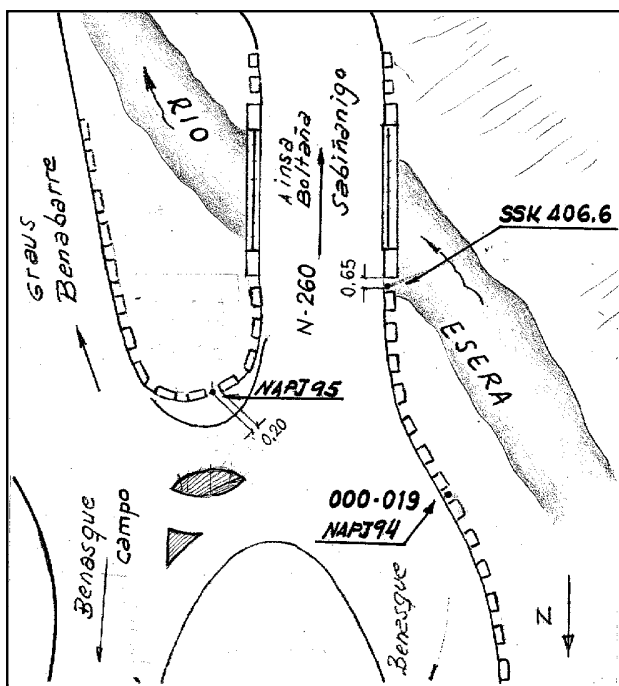 RIO
Graus
Benabarre
Ainsa
Boltaña
Sabiñanigo
N-260
0,65
SSK 406.6
ESERA
NAPJ95
0,20
000-019
NAPJ94
Benasque
Campo
Benesque
N